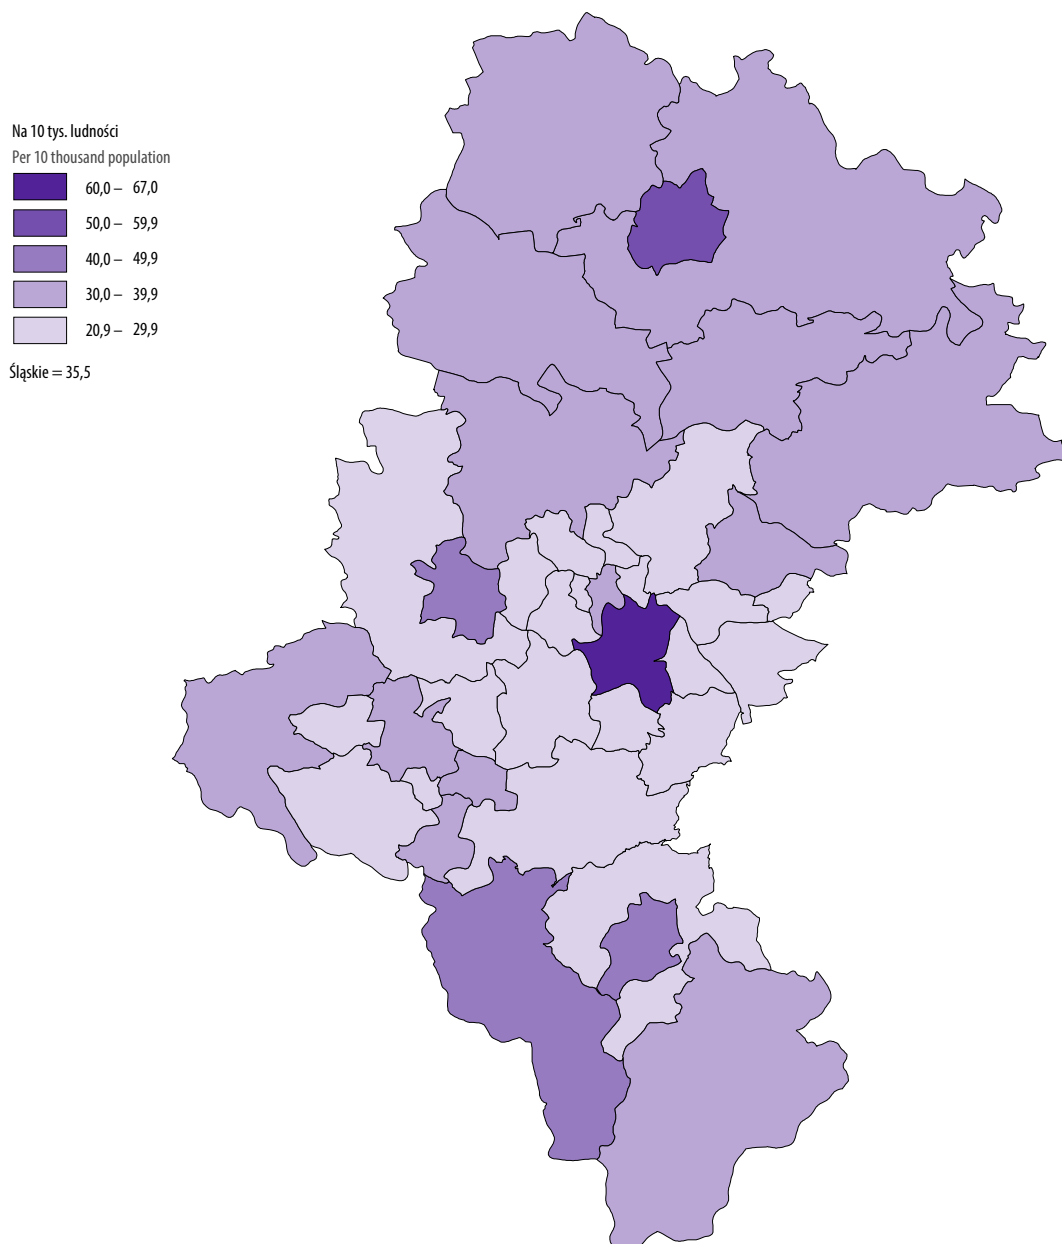 Na 10 tys. ludności
Per 10 thousand population
60,0 – 67,0
50,0 – 59,9
40,0 – 49,9
30,0 – 39,9
20,9 – 29,9
Śląskie = 35,5